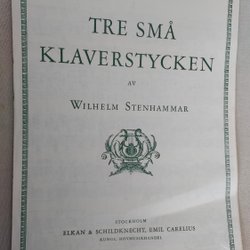 TRE SMÅ
KLAVERSTYCKEN
AV
WILHELM STENHAMMAR
STOCKHOLM
ELKAN & SCHILDKNECHT, EMIL CARELIUS
KUNGL. HOVMUSIKHANDEL